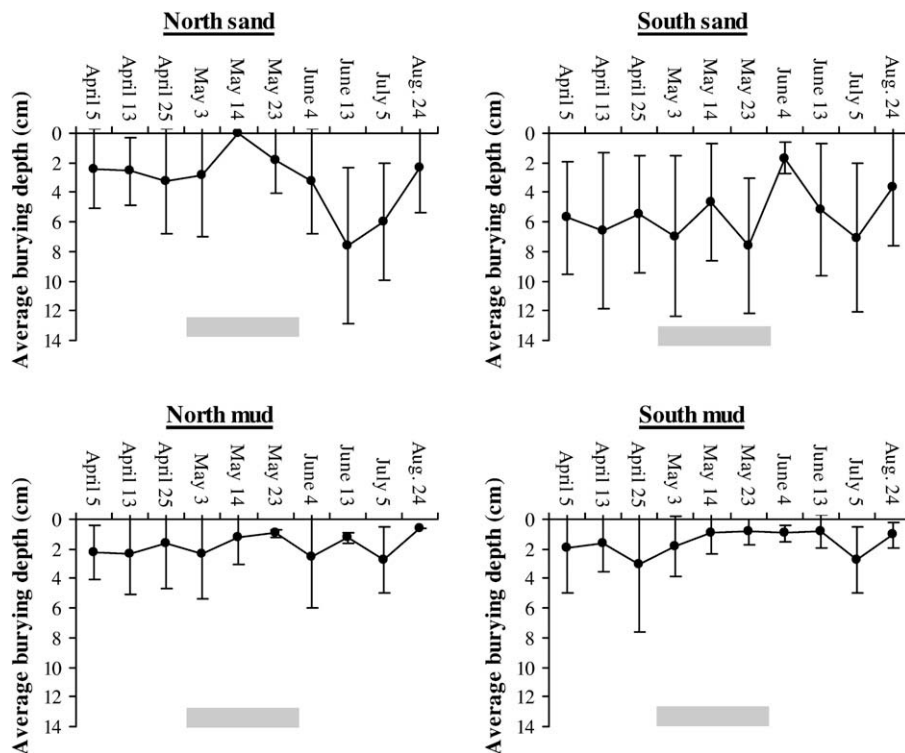 North sand
April 5
April 13
April 25
May 3
May 14
May 23
June 4
June 13
July 5
Aug. 24
Average burying depth (cm)
0
2
4
6
8
10
12
14
South sand
April 5
April 13
April 25
May 3
May 14
May 23
June 4
June 13
July 5
Aug. 24
Average burying depth (cm)
0
2
4
6
8
10
12
14
North mud
April 5
April 13
April 25
May 3
May 14
May 23
June 4
June 13
July 5
Aug. 24
Average burying depth (cm)
0
2
4
6
8
10
12
14
South mud
April 5
April 13
April 25
May 3
May 14
May 23
June 4
June 13
July 5
Aug. 24
Average burying depth (cm)
0
2
4
6
8
10
12
14